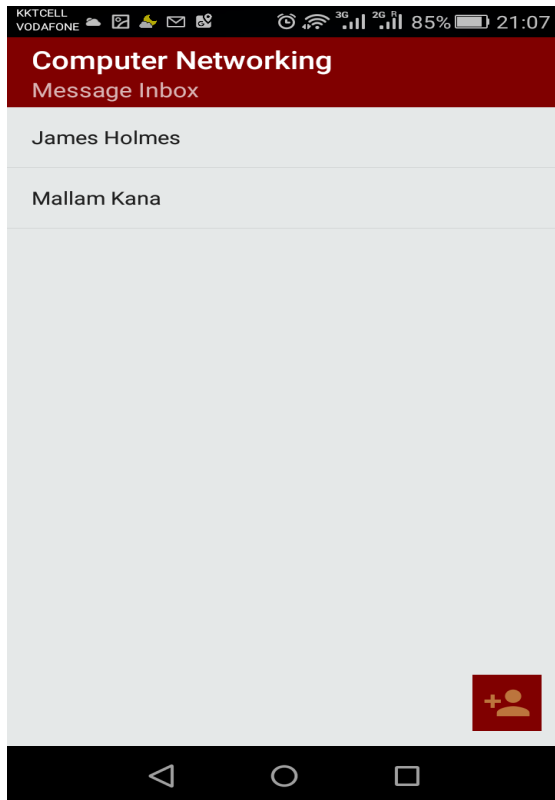 KKTCELL
VODAFONE
3G 2G R 85% 21:07
Computer Networking
Message Inbox
James Holmes
Mallam Kana